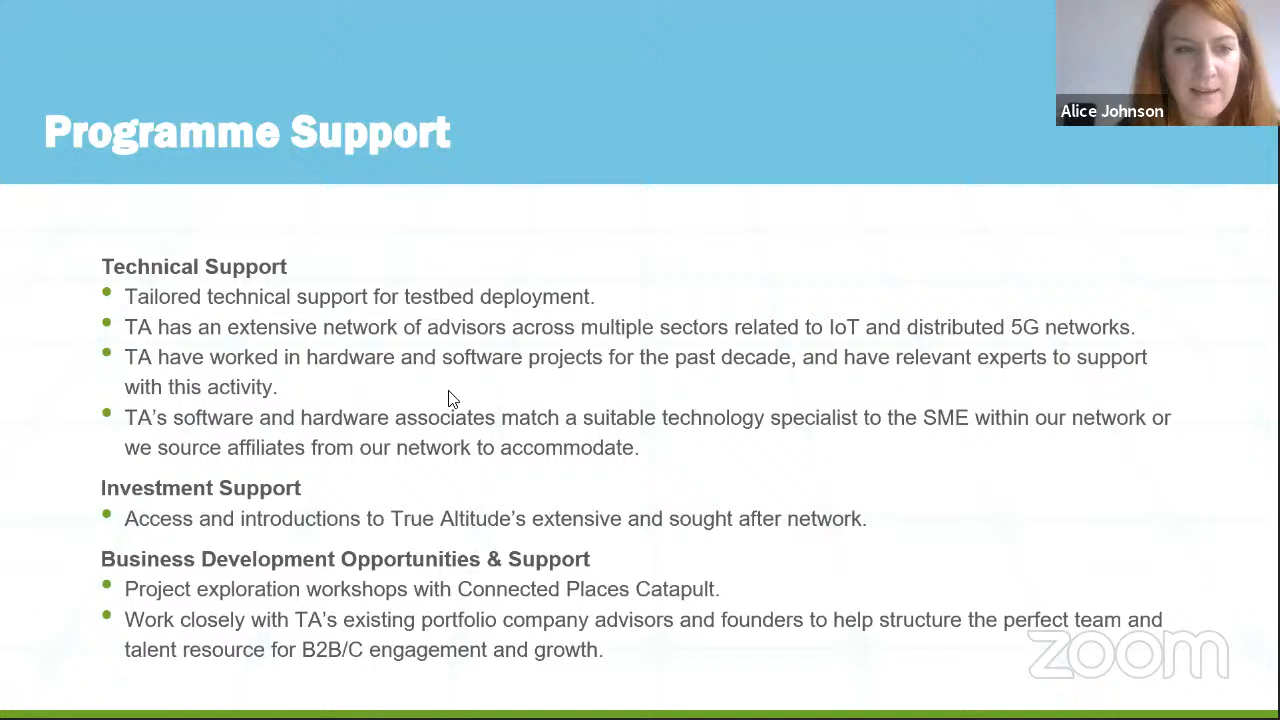 Alice Johnson
Programme Support
Technical Support
Tailored technical support for testbed deployment.
TA has an extensive network of advisors across multiple sectors related to IoT and distributed 5G networks.
TA have worked in hardware and software projects for the past decade, and have relevant experts to support
with this activity.
TA’s software and hardware associates match a suitable technology specialist to the SME within our network or
we source affiliates from our network to accommodate.
Investment Support
Access and introductions to True Altitude’s extensive and sought after network.
Business Development Opportunities & Support
Project exploration workshops with Connected Places Catapult.
Work closely with TA’s existing portfolio company advisors and founders to help structure the perfect team and
talent resource for B2B/C engagement and growth.
zoom